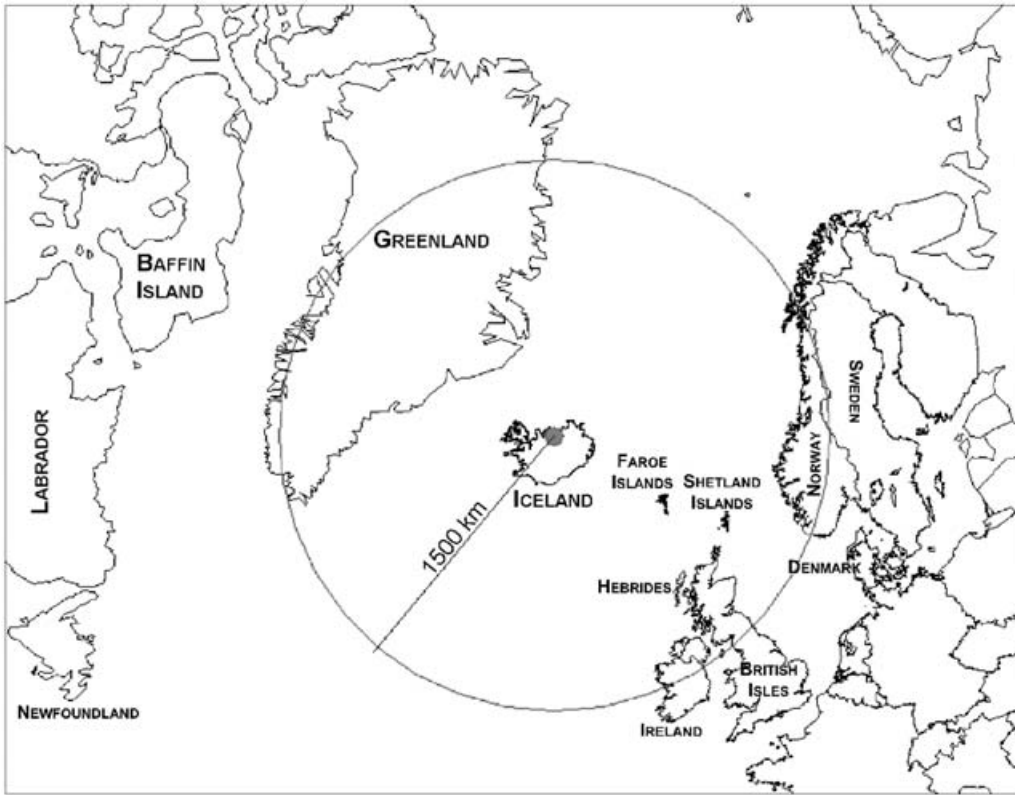 GREENLAND
BAFFIN
ISLAND
LABRADOR
SWEDEN
NORWAY
FAROE
ISLANDS
SHETLAND
ISLANDS
ICELAND
1500 km
DENMARK
HEBRIDES
BRITISH
ISLES
NEWFOUNDLAND
IRELAND